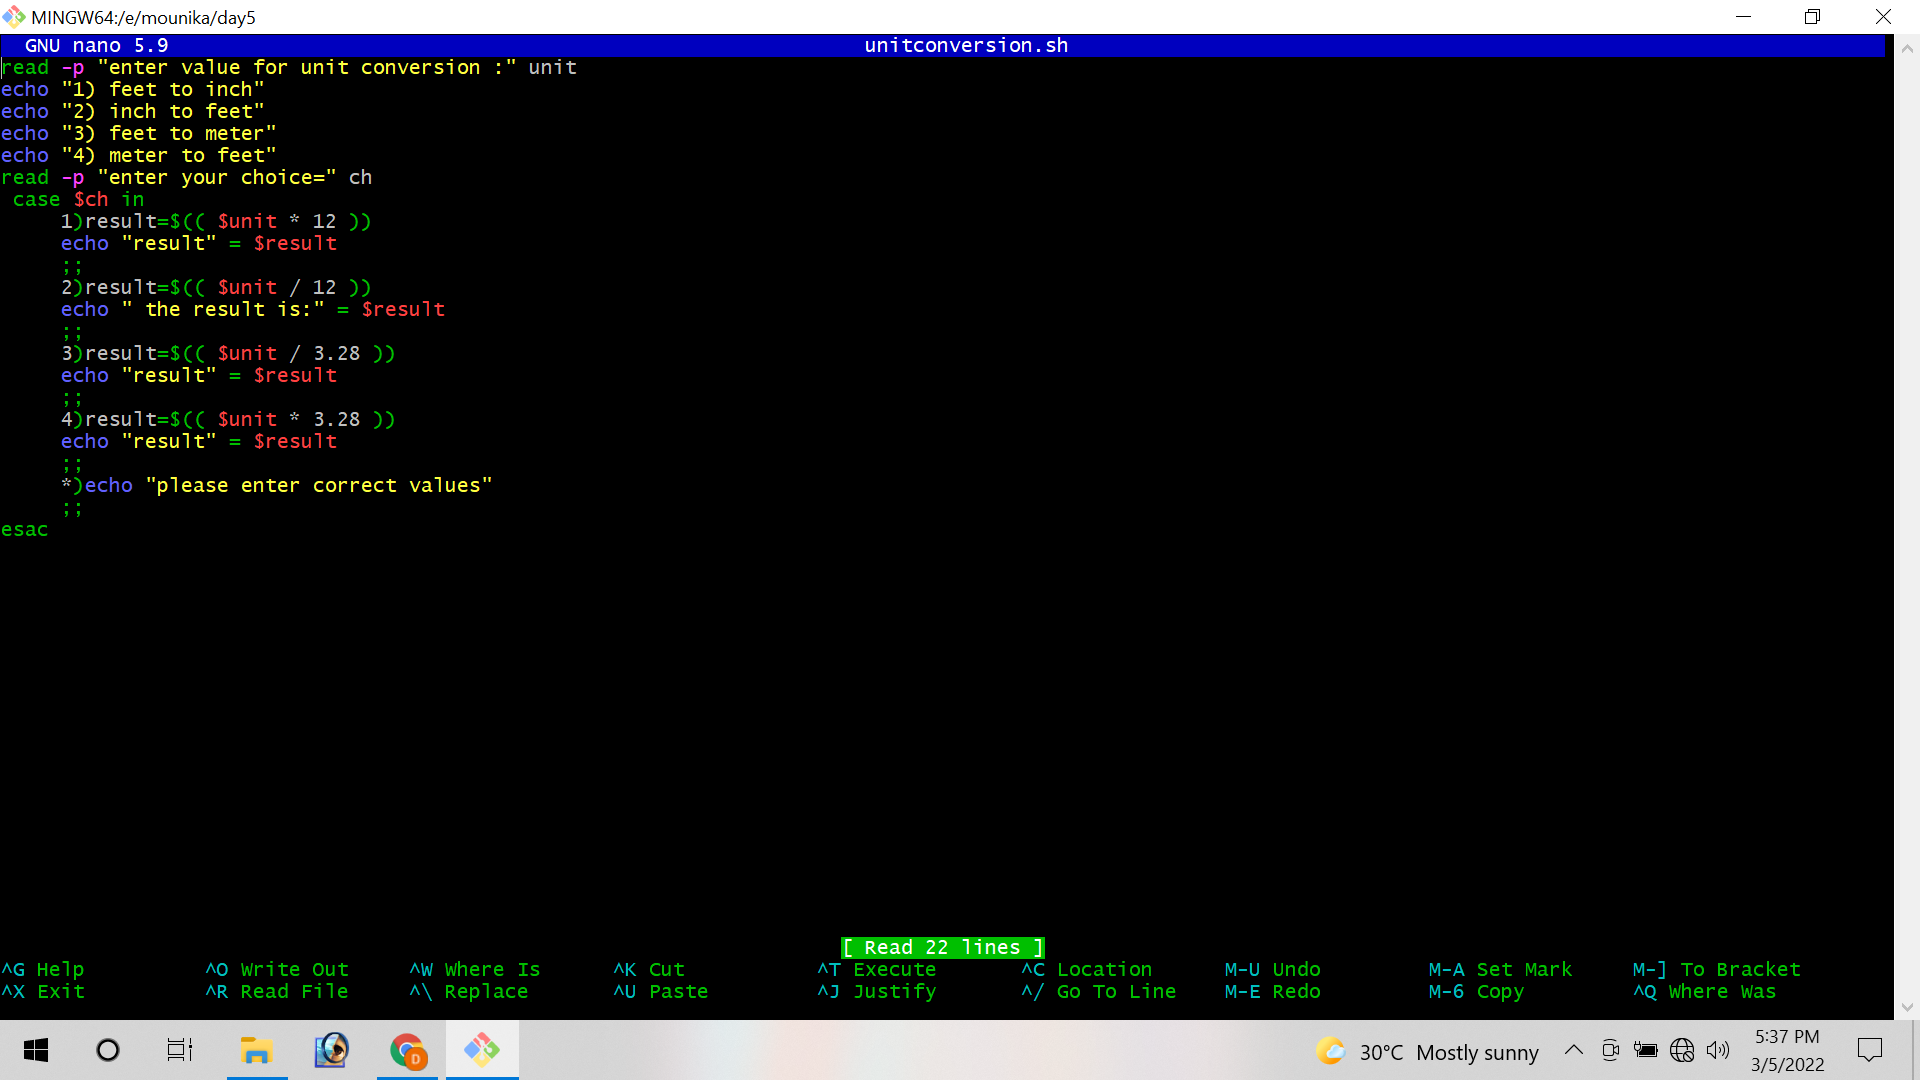 MINGW64:/e/mounika/day5
GNU nano 5.9 unitconversion.sh
read -p "enter value for unit conversion :" unit
echo "1) feet to inch"
echo "2) inch to feet"
echo "3) feet to meter"
echo "4) meter to feet"
read -p "enter your choice=" ch
case $ch in
1)result=$(( $unit * 12 ))
echo "result" = $result
;;
2)result=$(( $unit / 12 ))
echo " the result is:" = $result
;;
3)result=$(( $unit / 3.28 ))
echo "result" = $result
;;
4)result=$(( $unit * 3.28 ))
echo "result" = $result
;;
*)echo "please enter correct values"
;;
esac
[ Read 22 lines ]
^G Help ^O Write Out ^W Where Is ^K Cut ^T Execute ^C Location M-U Undo M-A Set Mark M-] To Bracket
^X Exit ^R Read File ^\ Replace ^U Paste ^J Justify ^/ Go To Line M-E Redo M-6 Copy ^Q Where Was
D
30°C Mostly sunny
5:37 PM
3/5/2022